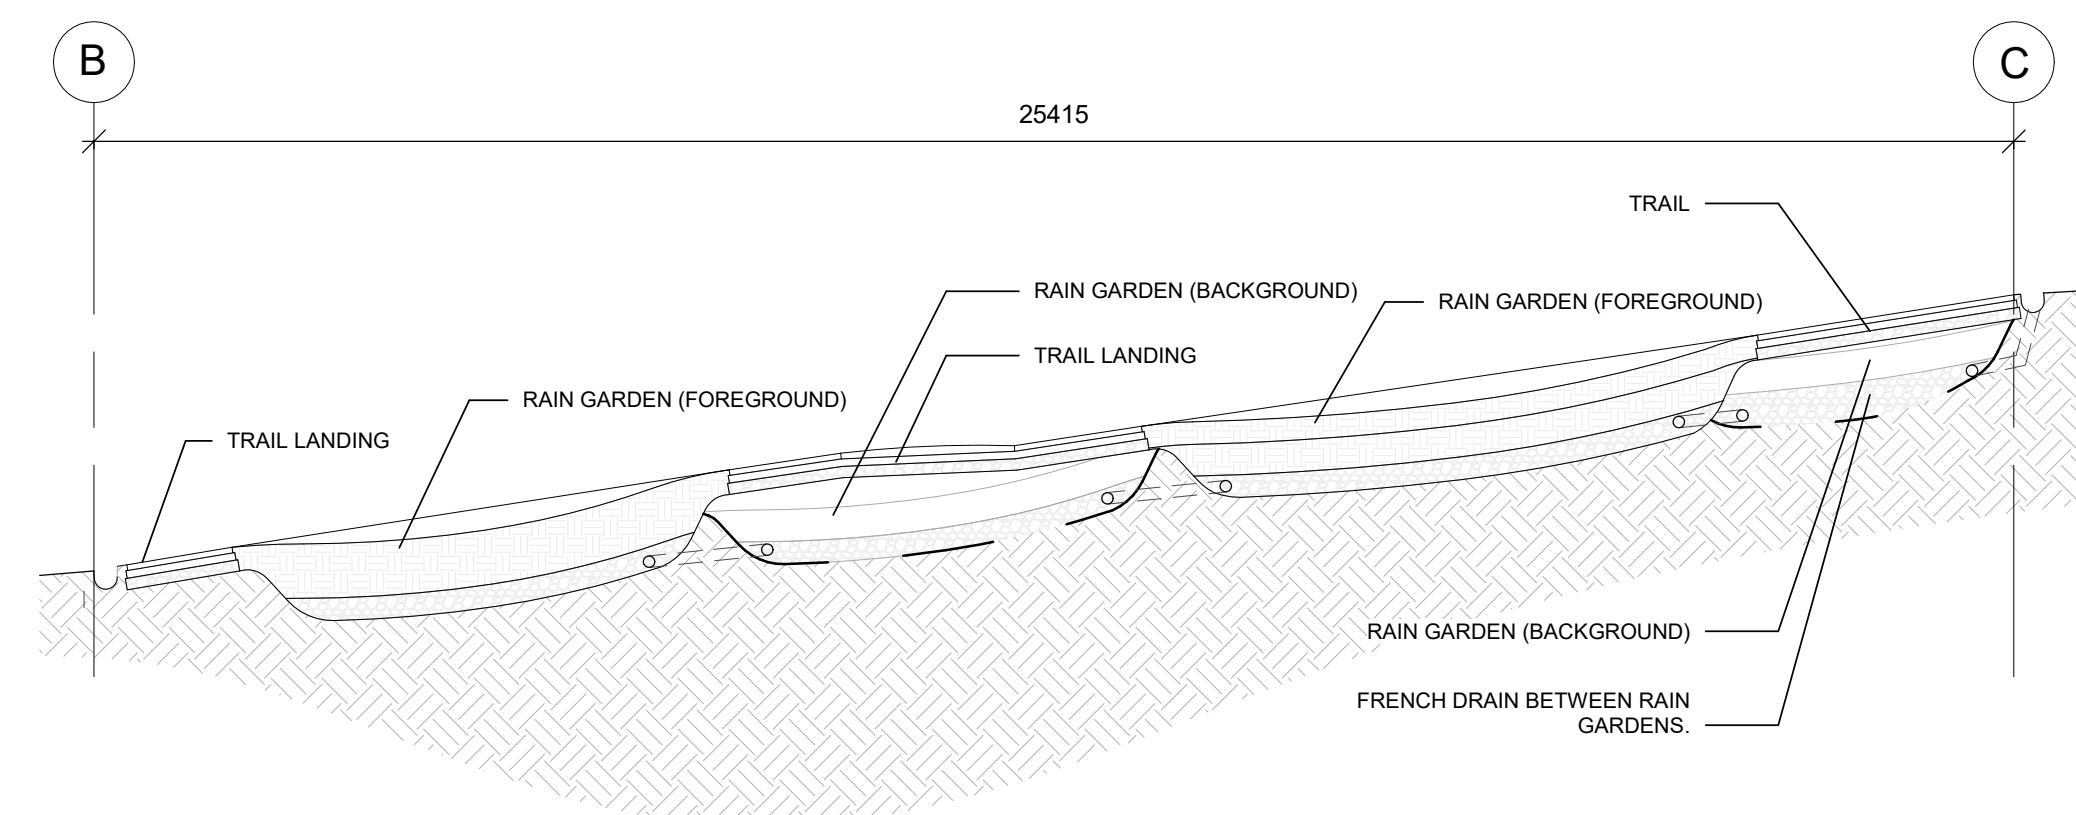 B
C
25415
TRAIL
RAIN GARDEN (BACKGROUND)
RAIN GARDEN (FOREGROUND)
TRAIL LANDING
RAIN GARDEN (FOREGROUND)
TRAIL LANDING
RAIN GARDEN (BACKGROUND)
FRENCH DRAIN BETWEEN RAIN
GARDENS.